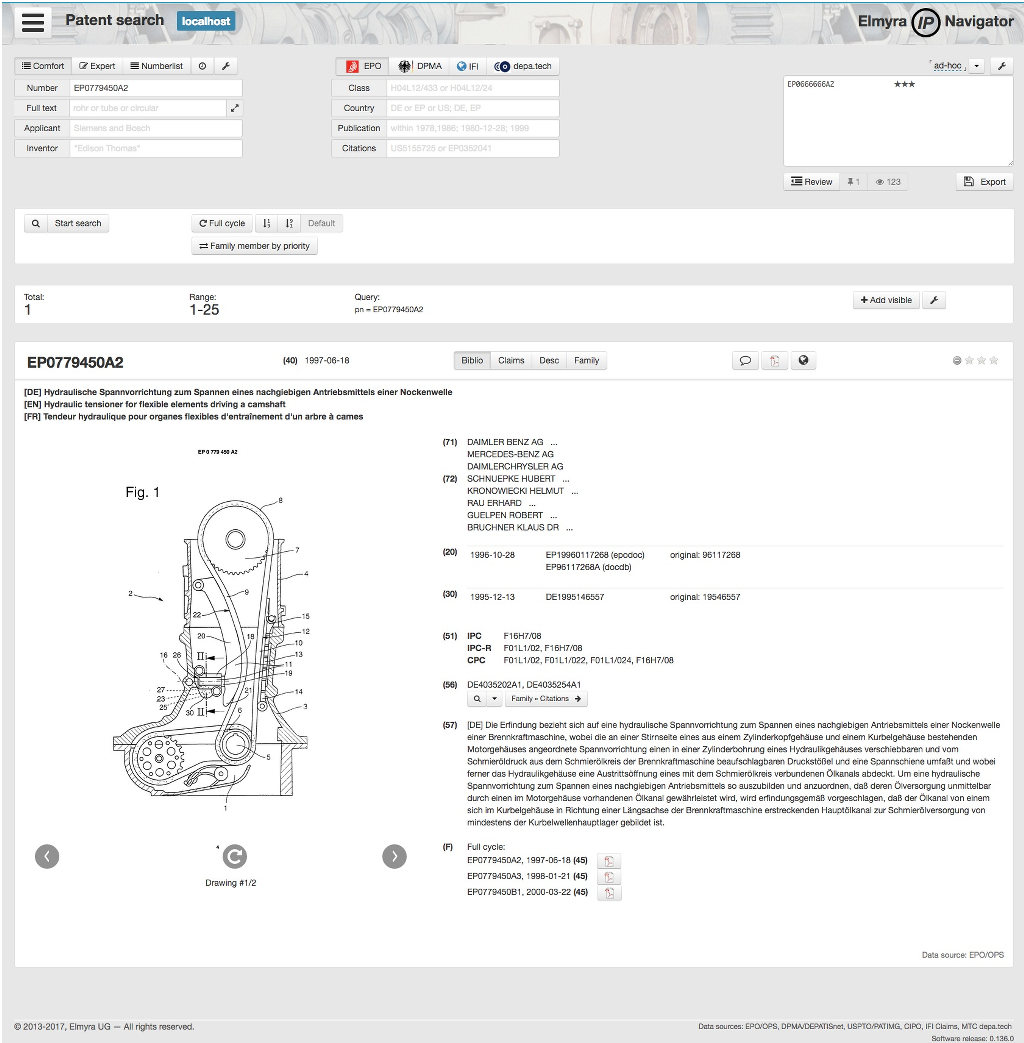 Patent search localhost
Elmyra IP Navigator
Comfort Expert Numberlist
EPO DPMA IFI depa.tech
ad-hoc
Number EP0779450A2
Full text rohr or tube or circular
Applicant Siemens and Bosch
Inventor "Edison Thomas"
Class H04L12/433 or H04L12/24
Country DE or EP or US; DE, EP
Publication within 1978,1986; 1980-12-28; 1999
Citations US5156725 or EP0352041
EP0666666A2 ★★★
Review 1 123 Export
Start search
Full cycle Default
Family member by priority
Total:
1
Range:
1-25
Query:
pn = EP0779450A2
Add visible
EP0779450A2
(40) 1997-06-18
Biblio Claims Desc Family
[DE] Hydraulische Spannvorrichtung zum Spannen eines nachgiebigen Antriebsmittels einer Nockenwelle
[EN] Hydraulic tensioner for flexible elements driving a camshaft
[FR] Tendeur hydraulique pour organes flexibles d'entraînement d'un arbre à cames
EP 0 779 450 A2
Fig. 1
8
7
4
2
9
22
15
20
18
12
10
16 26
II
13
11
19
27
23
25
21
14
30 II
6
3
5
1
4
Drawing #1/2
(71) DAIMLER BENZ AG ...
MERCEDES-BENZ AG
DAIMLERCHRYSLER AG
(72) SCHNUEPKE HUBERT ...
KRONOWIECKI HELMUT ...
RAU ERHARD ...
GUELPEN ROBERT ...
BRUCHNER KLAUS DR ...
(20) 1996-10-28 EP19960117268 (epodoc) original: 96117268
EP96117268A (docdb)
(30) 1995-12-13 DE1995146557 original: 19546557
(51) IPC F16H7/08
IPC-R F01L1/02, F16H7/08
CPC F01L1/02, F01L1/022, F01L1/024, F16H7/08
(56) DE4035202A1, DE4035254A1
Family » Citations
(57) [DE] Die Erfindung bezieht sich auf eine hydraulische Spannvorrichtung zum Spannen eines nachgiebigen Antriebsmittels einer Nockenwelle
einer Brennkraftmaschine, wobei die an einer Stirnseite eines aus einem Zylinderkopfgehäuse und einem Kurbelgehäuse bestehenden
Motorgehäuses angeordnete Spannvorrichtung einen in einer Zylinderbohrung eines Hydraulikgehäuses verschiebbaren und vom
Schmieröldruck aus dem Schmierölkreis der Brennkraftmaschine beaufschlagbaren Druckstößel und eine Spannschiene umfaßt und wobei
ferner das Hydraulikgehäuse eine Austrittsöffnung eines mit dem Schmierölkreis verbundenen Ölkanals abdeckt. Um eine hydraulische
Spannvorrichtung zum Spannen eines nachgiebigen Antriebsmittels so auszubilden und anzuordnen, daß deren Ölversorgung unmittelbar
durch einen im Motorgehäuse vorhandenen Ölkanal gewährleistet wird, wird erfindungsgemäß vorgeschlagen, daß der Ölkanal von einem
sich im Kurbelgehäuse in Richtung einer Längsachse der Brennkraftmaschine erstreckenden Hauptölkanal zur Schmierölversorgung von
mindestens der Kurbelwellenhauptlager gebildet ist.
(F) Full cycle:
EP0779450A2, 1997-06-18 (45)
EP0779450A3, 1998-01-21 (45)
EP0779450B1, 2000-03-22 (45)
Data source: EPO/OPS
© 2013-2017, Elmyra UG — All rights reserved.
Data sources: EPO/OPS, DPMA/DEPATISnet, USPTO/PATIMG, CIPO, IFI Claims, MTC depa.tech
Software release: 0.136.0